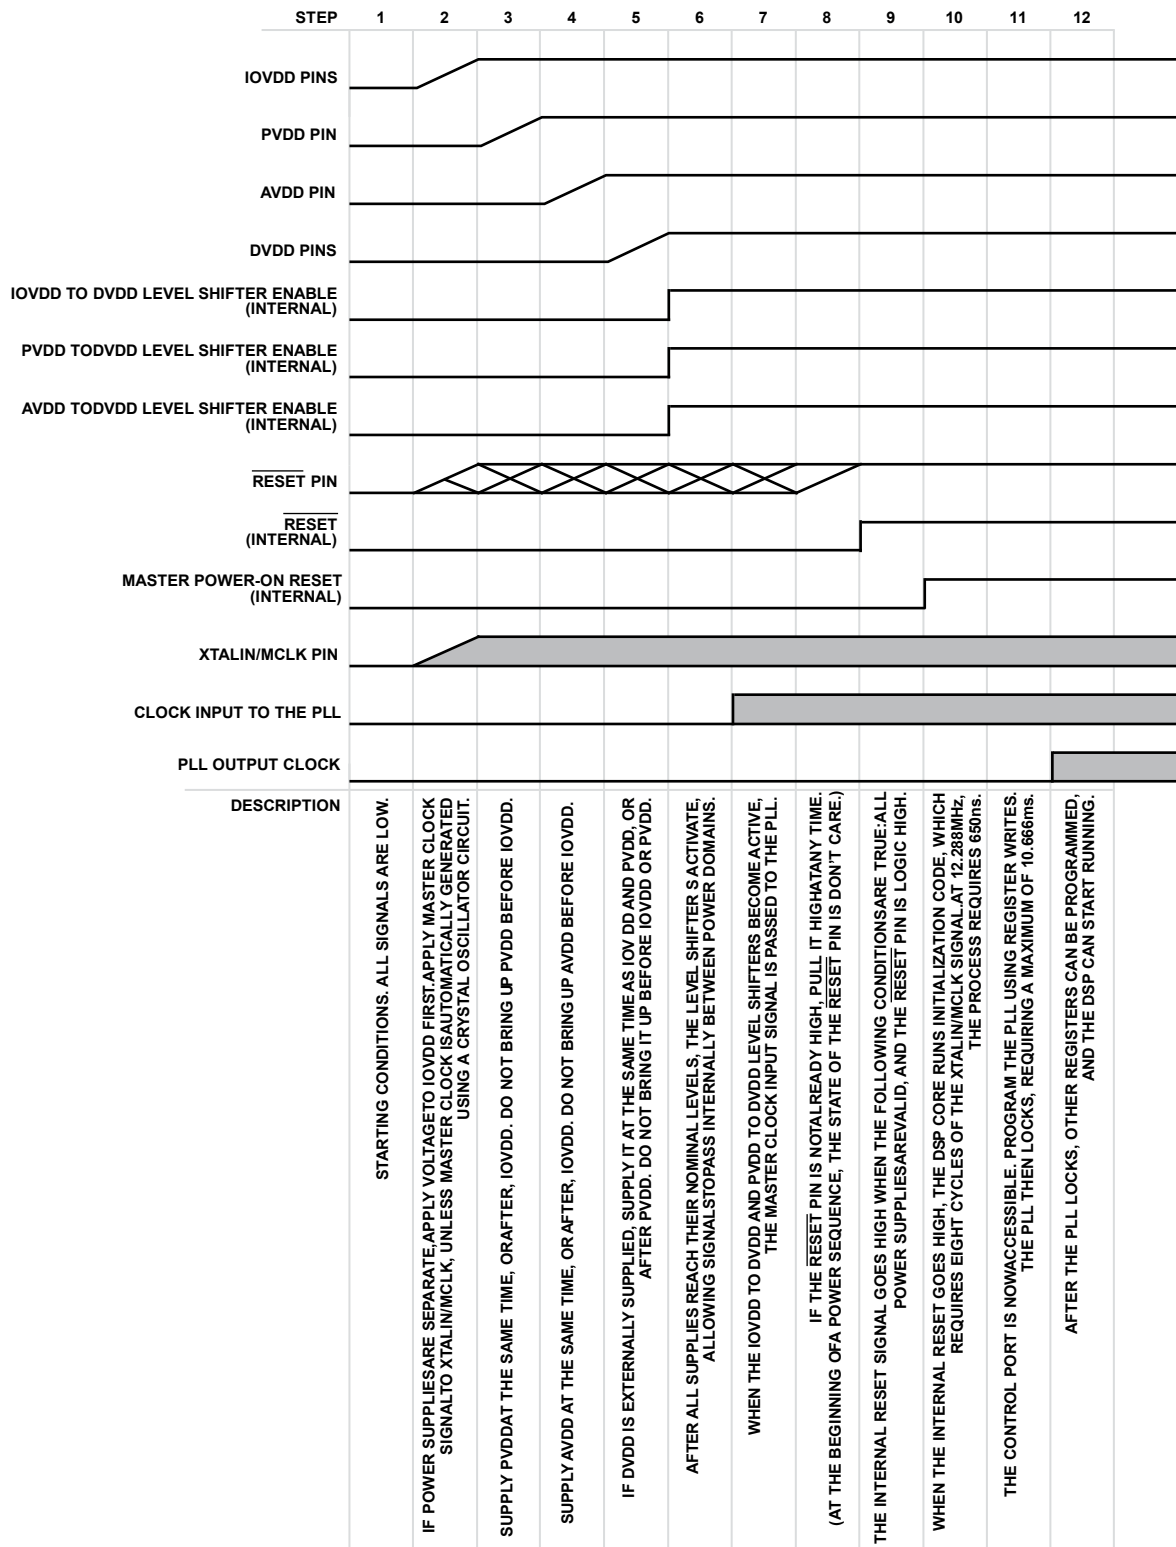 STEP 1 2 3 4 5 6 7 8 9 10 11 12
IOVDD PINS
PVDD PIN
AVDD PIN
DVDD PINS
IOVDD TO DVDD LEVEL SHIFTER ENABLE
(INTERNAL)
PVDD TODVDD LEVEL SHIFTER ENABLE
(INTERNAL)
AVDD TODVDD LEVEL SHIFTER ENABLE
(INTERNAL)
RESET PIN
RESET
(INTERNAL)
MASTER POWER-ON RESET
(INTERNAL)
XTALIN/MCLK PIN
CLOCK INPUT TO THE PLL
PLL OUTPUT CLOCK
DESCRIPTION
STARTING CONDITIONS. ALL SIGNALS ARE LOW.
IF POWER SUPPLIESARE SEPARATE,APPLY VOLTAGETO IOVDD FIRST.APPLY MASTER CLOCK
SIGNALTO XTALIN/MCLK, UNLESS MASTER CLOCK ISAUTOMATICALLY GENERATED
USING A CRYSTAL OSCILLATOR CIRCUIT.
SUPPLY PVDDAT THE SAME TIME, ORAFTER, IOVDD. DO NOT BRING UP PVDD BEFORE IOVDD.
SUPPLY AVDD AT THE SAME TIME, OR AFTER, IOVDD. DO NOT BRING UP AVDD BEFORE IOVDD.
IF DVDD IS EXTERNALLY SUPPLIED, SUPPLY IT AT THE SAME TIME AS IOV DD AND PVDD, OR
AFTER PVDD. DO NOT BRING IT UP BEFORE IOVDD OR PVDD.
AFTER ALL SUPPLIES REACH THEIR NOMINAL LEVELS, THE LEVEL SHIFTER S ACTIVATE,
ALLOWING SIGNALSTOPASS INTERNALLY BETWEEN POWER DOMAINS.
WHEN THE IOVDD TO DVDD AND PVDD TO DVDD LEVEL SHIFTERS BECOME ACTIVE,
THE MASTER CLOCK INPUT SIGNAL IS PASSED TO THE PLL.
IF THE RESET PIN IS NOTALREADY HIGH, PULL IT HIGHATANY TIME.
(AT THE BEGINNING OFA POWER SEQUENCE, THE STATE OF THE RESET PIN IS DON'T CARE.)
THE INTERNAL RESET SIGNAL GOES HIGH WHEN THE FOLLOWING CONDITIONSARE TRUE:ALL
POWER SUPPLIESAREVALID, AND THE RESET PIN IS LOGIC HIGH.
WHEN THE INTERNAL RESET GOES HIGH, THE DSP CORE RUNS INITIALIZATION CODE, WHICH
REQUIRES EIGHT CYCLES OF THE XTALIN/MCLK SIGNAL.AT 12.288MHz,
THE PROCESS REQUIRES 650ns.
THE CONTROL PORT IS NOWACCESSIBLE. PROGRAM THE PLL USING REGISTER WRITES.
THE PLL THEN LOCKS, REQUIRING A MAXIMUM OF 10.666ms.
AFTER THE PLL LOCKS, OTHER REGISTERS CAN BE PROGRAMMED,
AND THE DSP CAN START RUNNING.